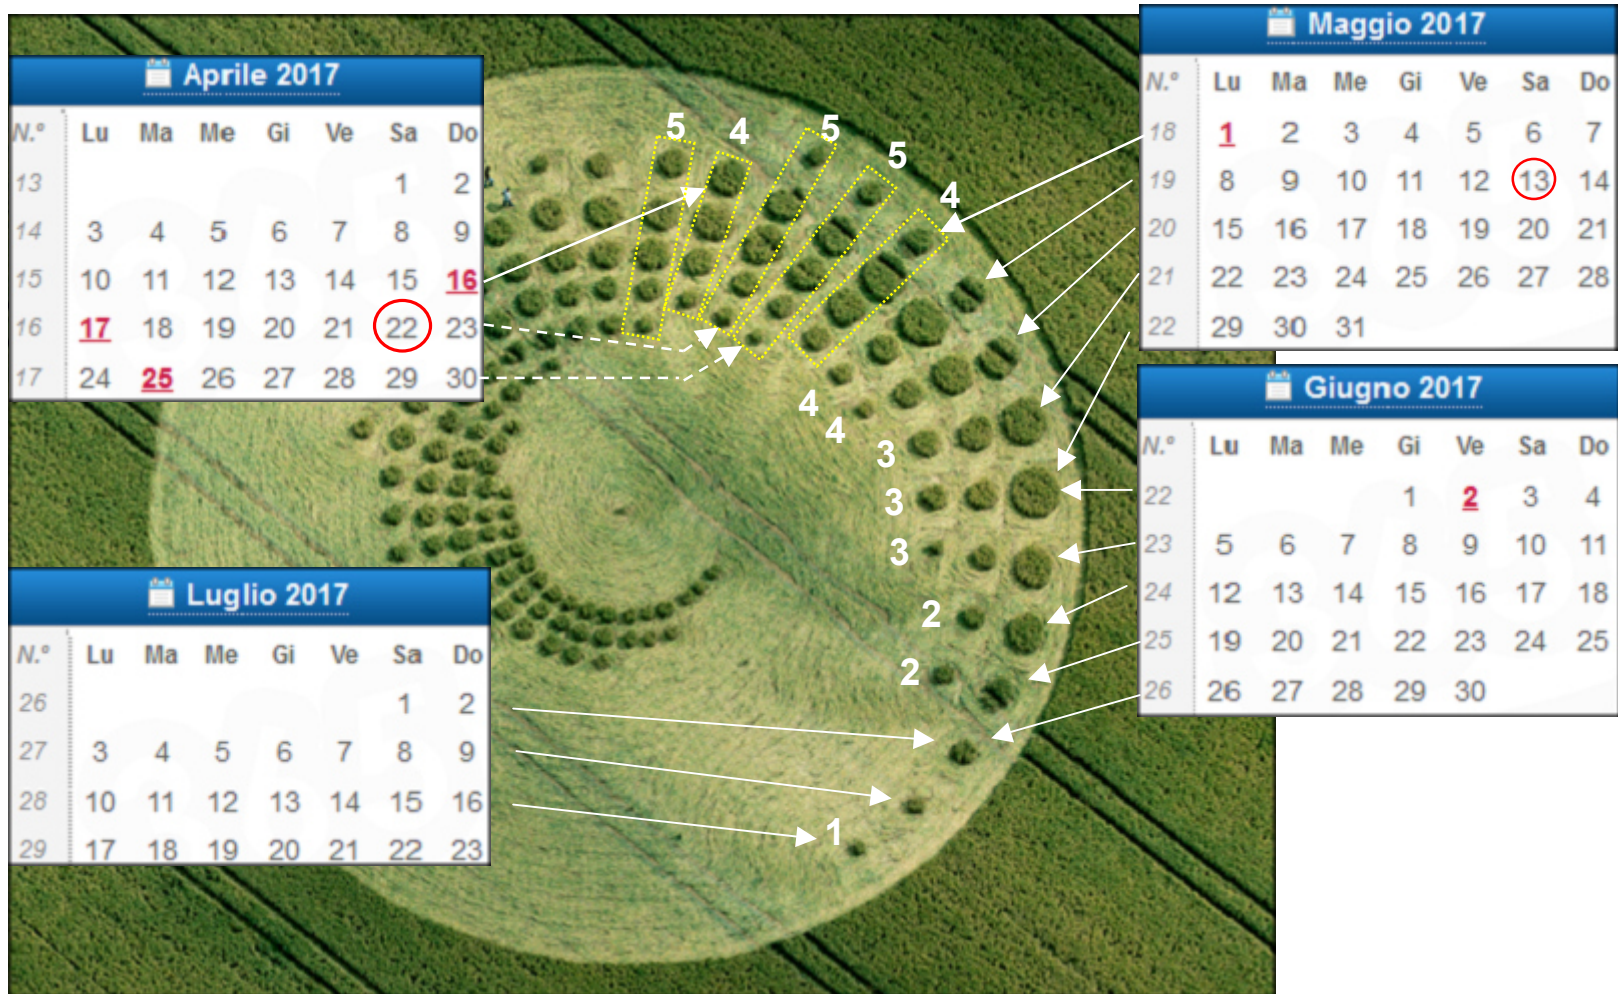 Aprile 2017
N.º Lu Ma Me Gi Ve Sa Do
13 1 2
14 3 4 5 6 7 8 9
15 10 11 12 13 14 15 16
16 17 18 19 20 21 22 23
17 24 25 26 27 28 29 30
Maggio 2017
N.º Lu Ma Me Gi Ve Sa Do
18 1 2 3 4 5 6 7
19 8 9 10 11 12 13 14
20 15 16 17 18 19 20 21
21 22 23 24 25 26 27 28
22 29 30 31
Giugno 2017
N.º Lu Ma Me Gi Ve Sa Do
22 1 2 3 4
23 5 6 7 8 9 10 11
24 12 13 14 15 16 17 18
25 19 20 21 22 23 24 25
26 26 27 28 29 30
Luglio 2017
N.º Lu Ma Me Gi Ve Sa Do
26 1 2
27 3 4 5 6 7 8 9
28 10 11 12 13 14 15 16
29 17 18 19 20 21 22 23
5
4
5
5
4
4
4
3
3
3
2
2
1